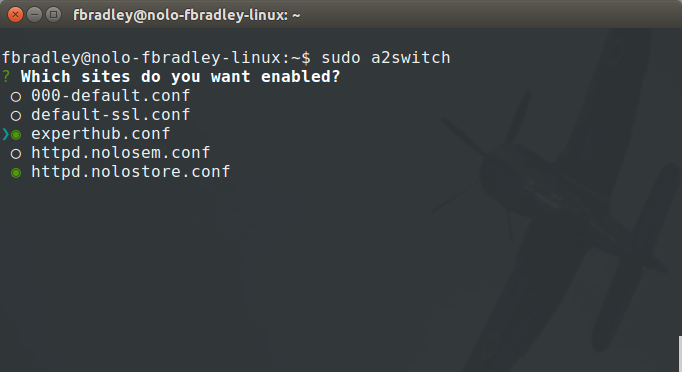 fbradley@nolo-fbradley-linux: ~
fbradley@nolo-fbradley-linux:~$ sudo a2switch
? Which sites do you want enabled?
○ 000-default.conf
○ default-ssl.conf
❯◉ experthub.conf
○ httpd.nolosem.conf
◉ httpd.nolostore.conf